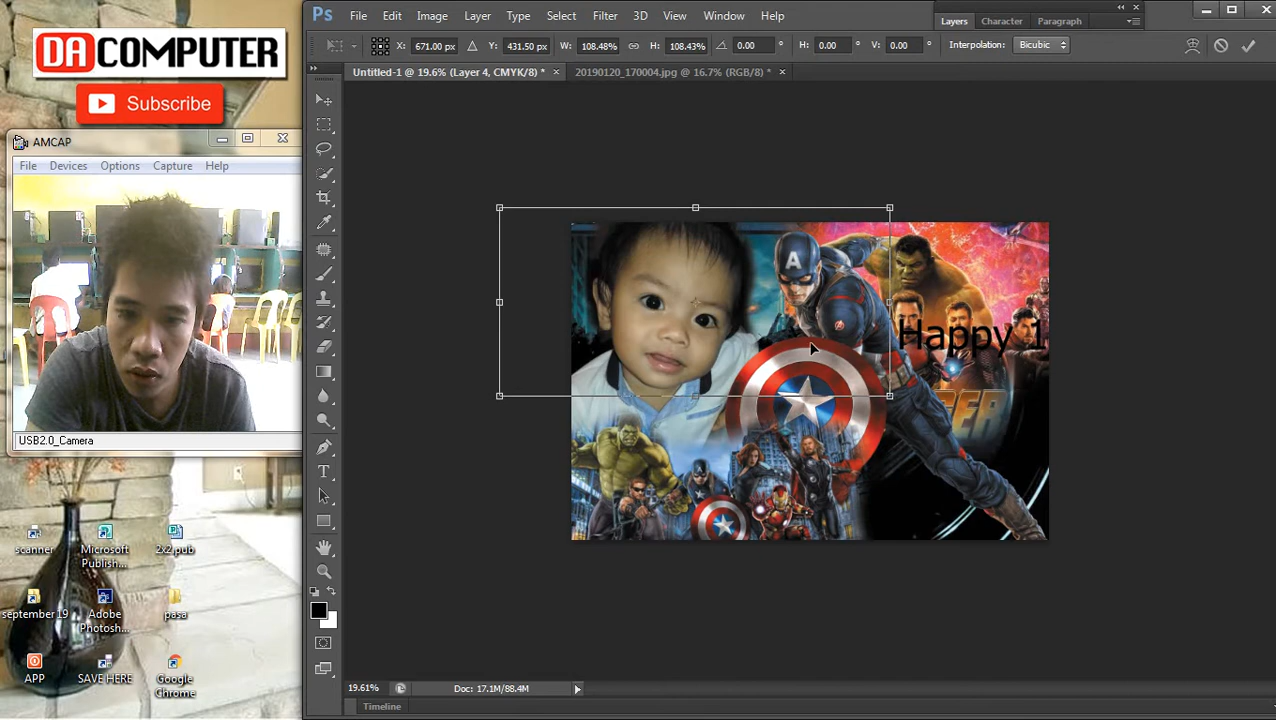 DA COMPUTER
Subscribe
AMCAP
File Devices Options Capture Help
USB2.0_Camera
scanner
Microsoft Publish...
2x2.pub
september 19
Adobe Photosh...
pasa
APP
SAVE HERE
Google Chrome
Ps File Edit Image Layer Type Select Filter 3D View Window Help
Layers Character Paragraph
X: 671.00 px Y: 431.50 px W: 108.48% H: 108.43% 0.00 ° H: 0.00 ° V: 0.00 ° Interpolation: Bicubic
Untitled-1 @ 19.6% (Layer 4, CMYK/8) * × 20190120_170004.jpg @ 16.7% (RGB/8) * ×
A
Happy 1
T
19.61% Doc: 17.1M/88.4M
Timeline